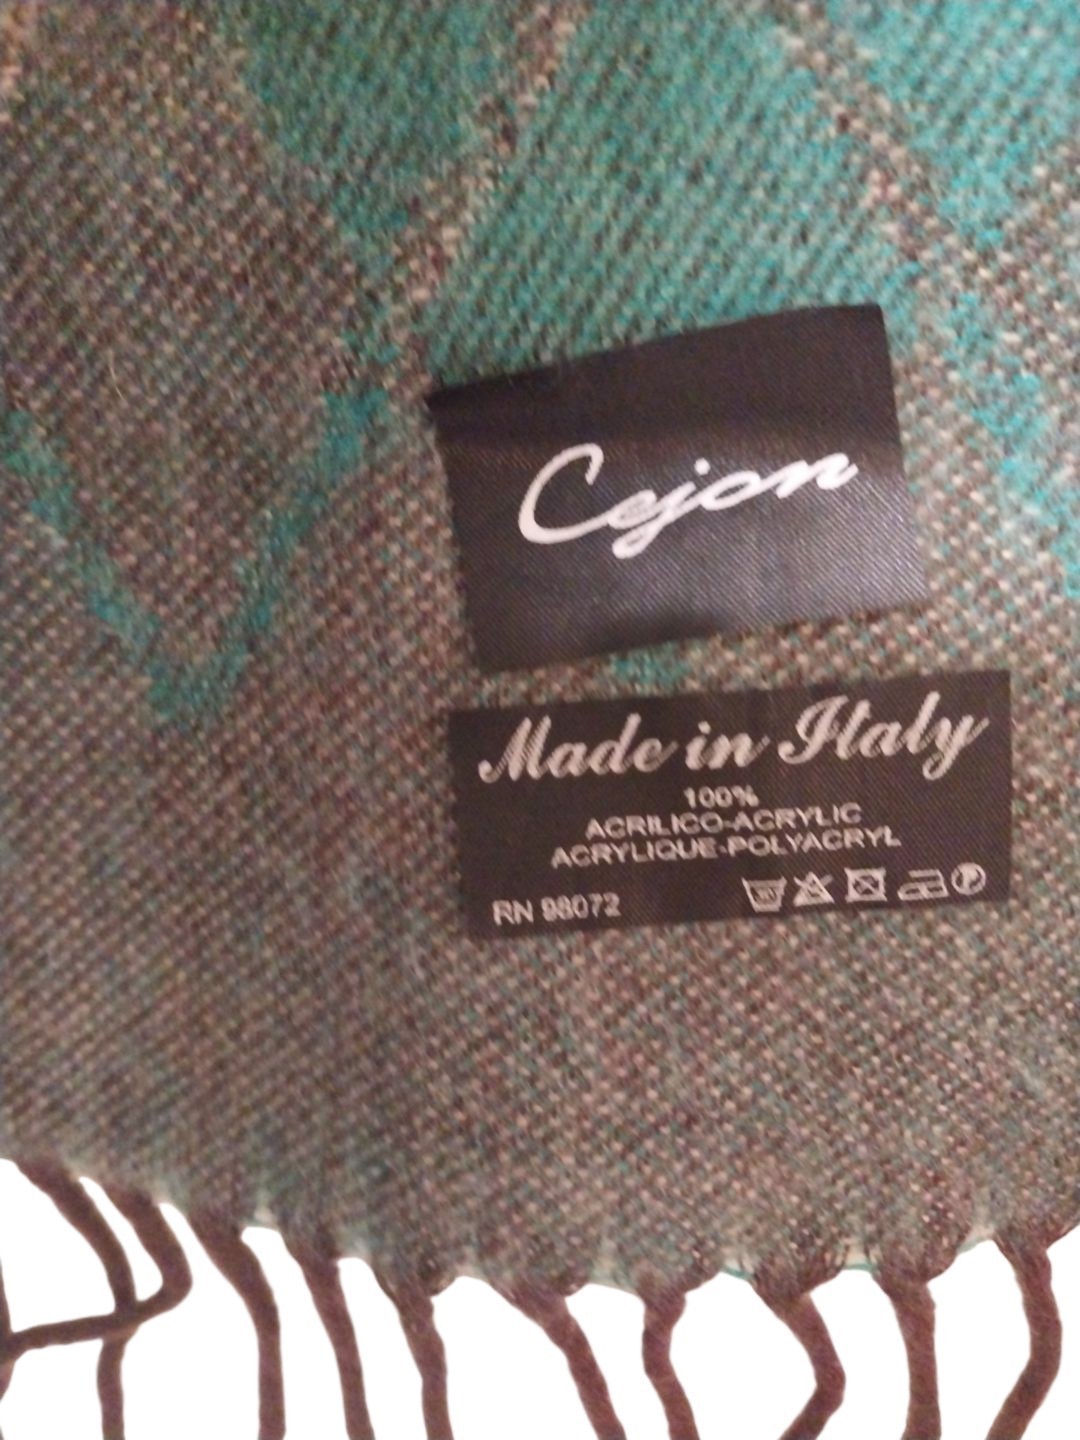 Cejon
Made in Italy
100%
ACRILICO-ACRYLIC
ACRYLIQUE-POLYACRYL
RN 98072